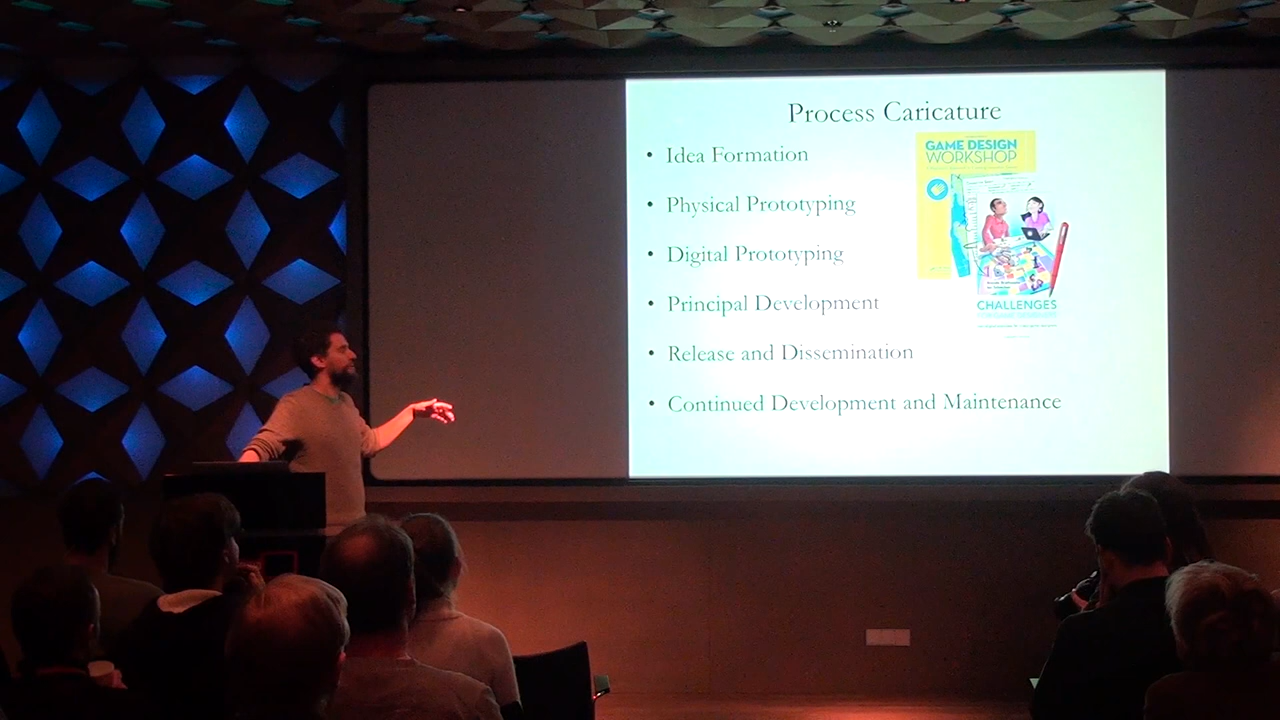 Process Caricature
• Idea Formation
• Physical Prototyping
• Digital Prototyping
• Principal Development
• Release and Dissemination
• Continued Development and Maintenance
GAME DESIGN
WORKSHOP
CHALLENGES